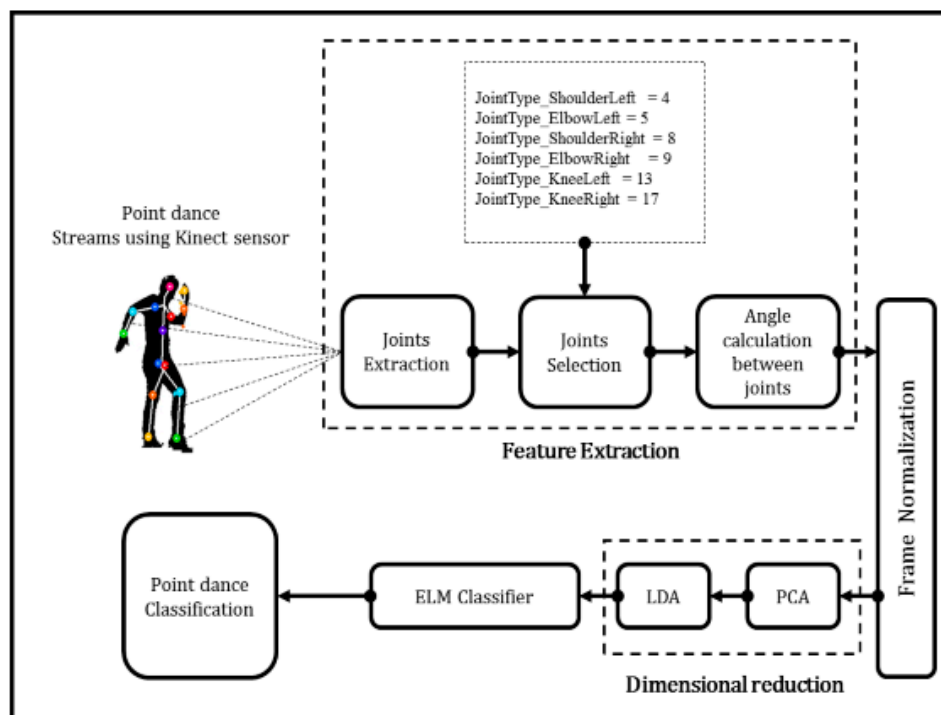 JointType_ShoulderLeft = 4
JointType_ElbowLeft = 5
JointType_ShoulderRight = 8
JointType_ElbowRight = 9
JointType_KneeLeft = 13
JointType_KneeRight = 17
Point dance
Streams using Kinect sensor
Joints
Extraction
Joints
Selection
Angle
calculation
between
joints
Feature Extraction
Frame Normalization
Point dance
Classification
ELM Classifier
LDA
PCA
Dimensional reduction